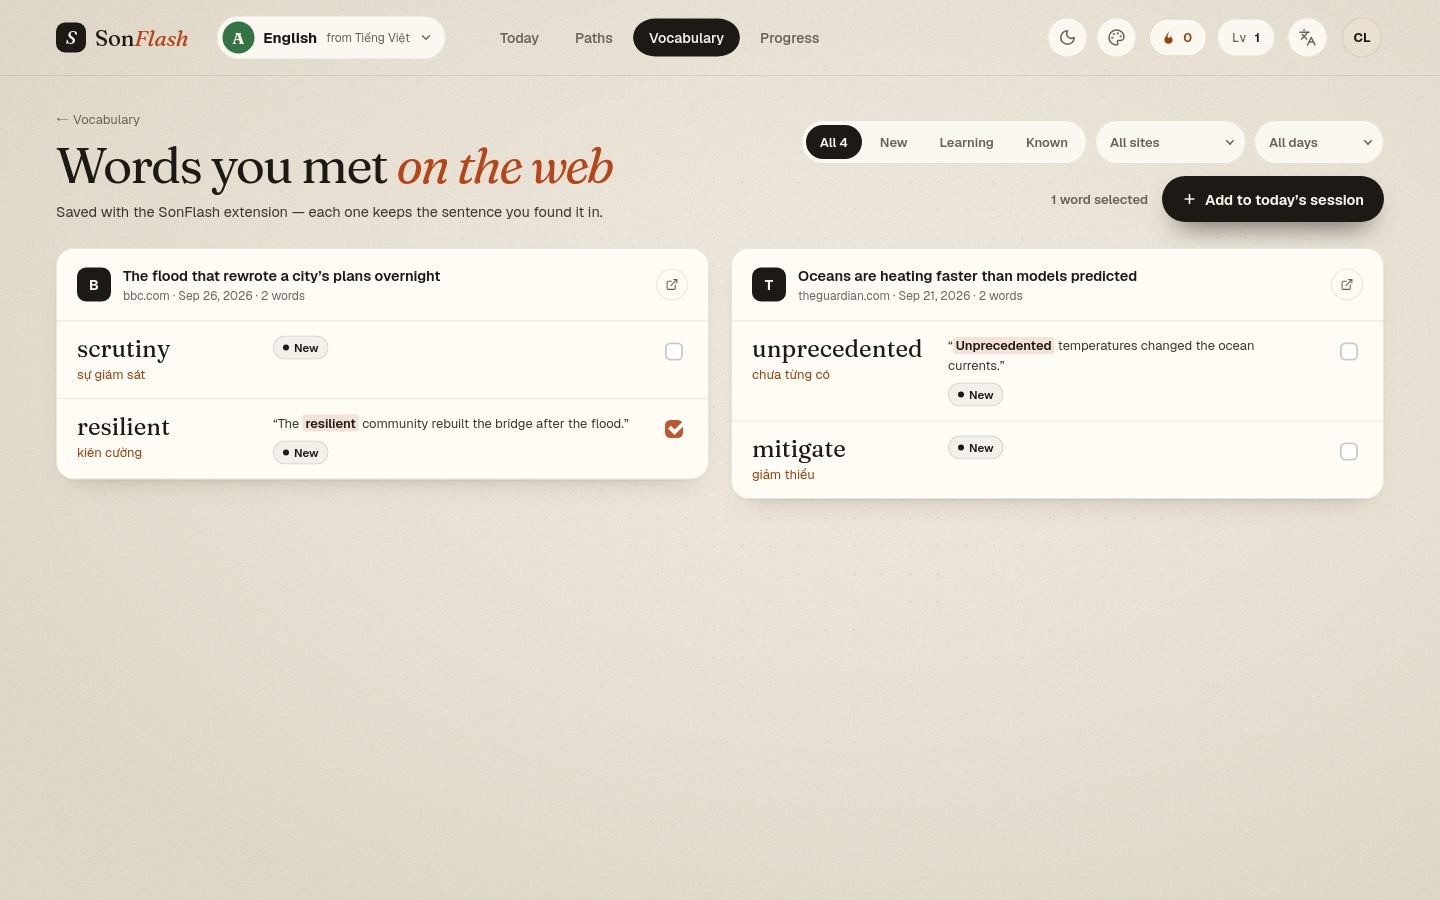 S SonFlash
A English from Tiếng Việt
Today
Paths
Vocabulary
Progress
0
Lv 1
CL
← Vocabulary
Words you met on the web
Saved with the SonFlash extension — each one keeps the sentence you found it in.
All 4
New
Learning
Known
All sites
All days
1 word selected
+ Add to today’s session
B
The flood that rewrote a city’s plans overnight
bbc.com · Sep 26, 2026 · 2 words
scrutiny
sự giám sát
New
resilient
kiên cường
“The resilient community rebuilt the bridge after the flood.”
New
T
Oceans are heating faster than models predicted
theguardian.com · Sep 21, 2026 · 2 words
unprecedented
chưa từng có
“Unprecedented temperatures changed the ocean
currents.”
New
mitigate
giảm thiểu
New